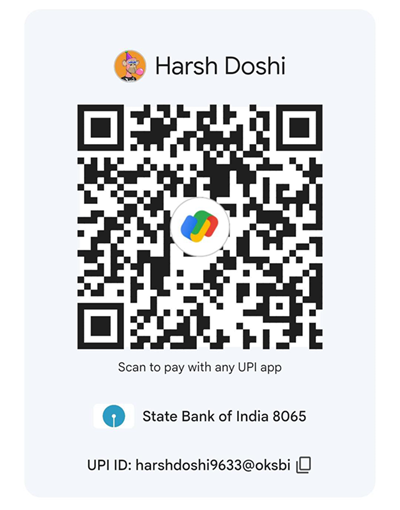 Harsh Doshi
Scan to pay with any UPI app
State Bank of India 8065
UPI ID: harshdoshi9633@oksbi